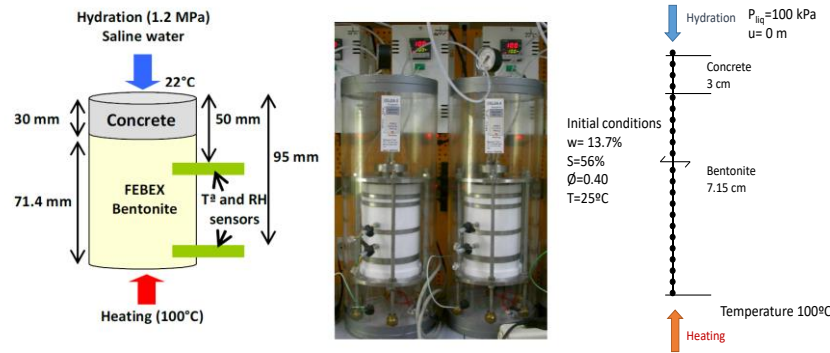 Hydration (1.2 MPa)
Saline water
22°C
30 mm
Concrete
50 mm
95 mm
71.4 mm
FEBEX
Bentonite
Tª and RH
sensors
Heating (100°C)
Hydration
P liq=100 kPa
u= 0 m
Concrete
3 cm
Initial conditions
w= 13.7%
S=56%
Ø=0.40
T=25ºC
Bentonite
7.15 cm
Temperature 100ºC
Heating